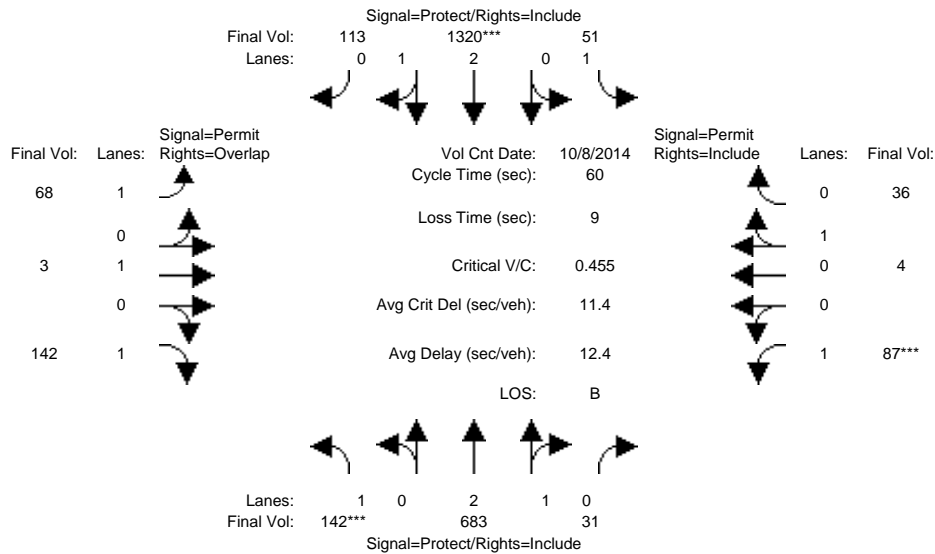 Signal=Protect/Rights=Include
Final Vol: 113 1320*** 51
Lanes: 0 1 2 0 1
Signal=Permit Signal=Permit
Final Vol: Lanes: Rights=Overlap Vol Cnt Date: 10/8/2014 Rights=Include Lanes: Final Vol:
Cycle Time (sec): 60
68 1 0 36
Loss Time (sec): 9
0 1
3 1 Critical V/C: 0.455 0 4
0 Avg Crit Del (sec/veh): 11.4 0
142 1 Avg Delay (sec/veh): 12.4 1 87***
LOS: B
Lanes: 1 0 2 1 0
Final Vol: 142*** 683 31
Signal=Protect/Rights=Include